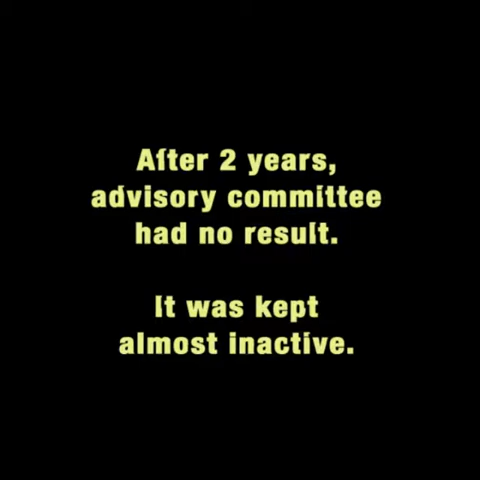 After 2 years,
advisory committee
had no result.
It was kept
almost inactive.